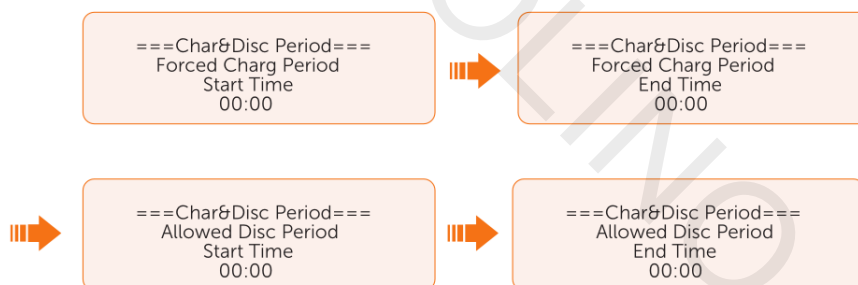 ===Char&Disc Period===
Forced Charg Period
Start Time
00:00
===Char&Disc Period===
Forced Charg Period
End Time
00:00
===Char&Disc Period===
Allowed Disc Period
Start Time
00:00
===Char&Disc Period===
Allowed Disc Period
End Time
00:00